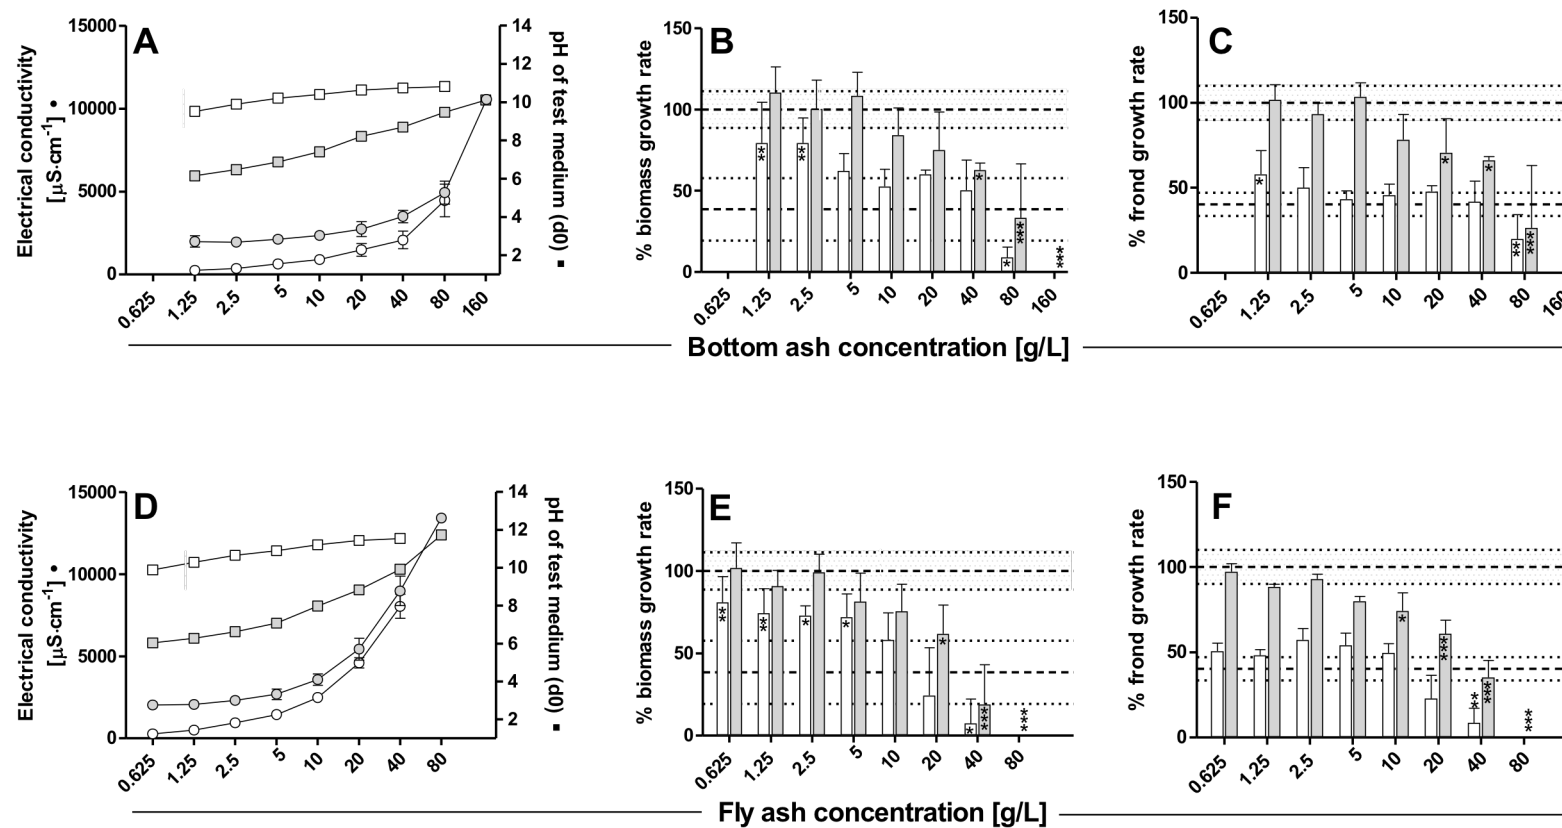 A
Electrical conductivity
[µS·cm⁻¹] •
15000
10000
5000
0
14
12
10
8
6
4
2
pH of test medium (d0) ▪
0.625 1.25 2.5 5 10 20 40 80 160
B
% biomass growth rate
150
100
50
0
** ** * * *** ***
0.625 1.25 2.5 5 10 20 40 80 160
C
% frond growth rate
150
100
50
0
* * * ** ***
0.625 1.25 2.5 5 10 20 40 80 160
Bottom ash concentration [g/L]
D
Electrical conductivity
[µS·cm⁻¹] •
15000
10000
5000
0
14
12
10
8
6
4
2
pH of test medium (d0) ▪
0.625 1.25 2.5 5 10 20 40 80
E
% biomass growth rate
150
100
50
0
** ** * * * * *** ***
0.625 1.25 2.5 5 10 20 40 80
F
% frond growth rate
150
100
50
0
* *** ** *** ***
0.625 1.25 2.5 5 10 20 40 80
Fly ash concentration [g/L]